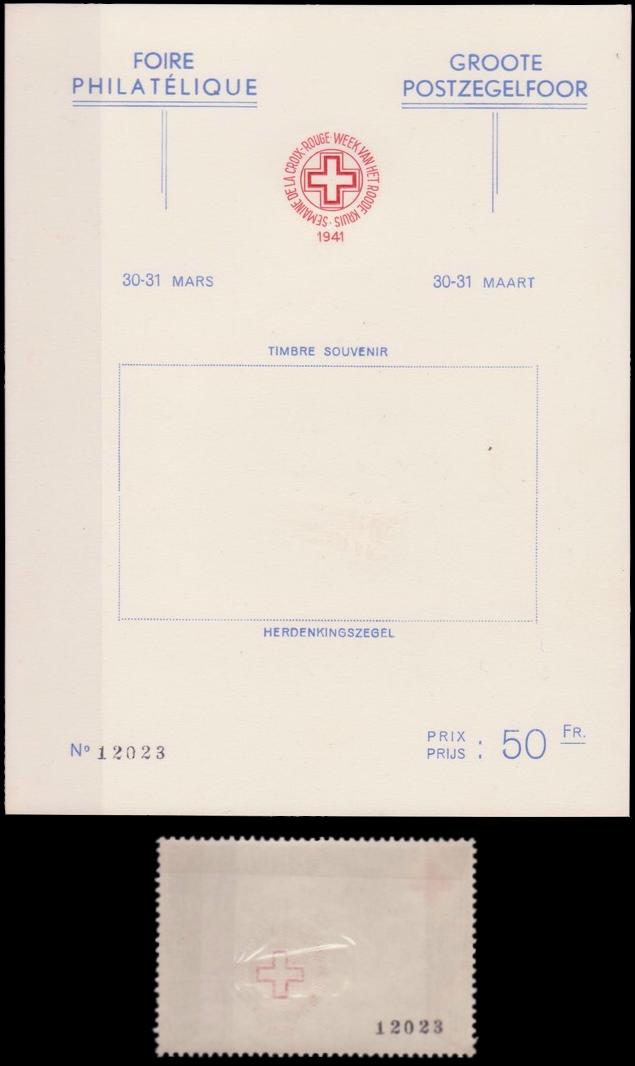 FOIRE
PHILATÉLIQUE
GROOTE
POSTZEGELFOOR
SEMAINE DE LA CROIX-ROUGE · WEEK VAN HET ROODE KRUIS ·
1941
30-31 MARS
30-31 MAART
TIMBRE SOUVENIR
HERDENKINGSZEGEL
Nº 12023
PRIX
PRIJS : 50 FR.
12023